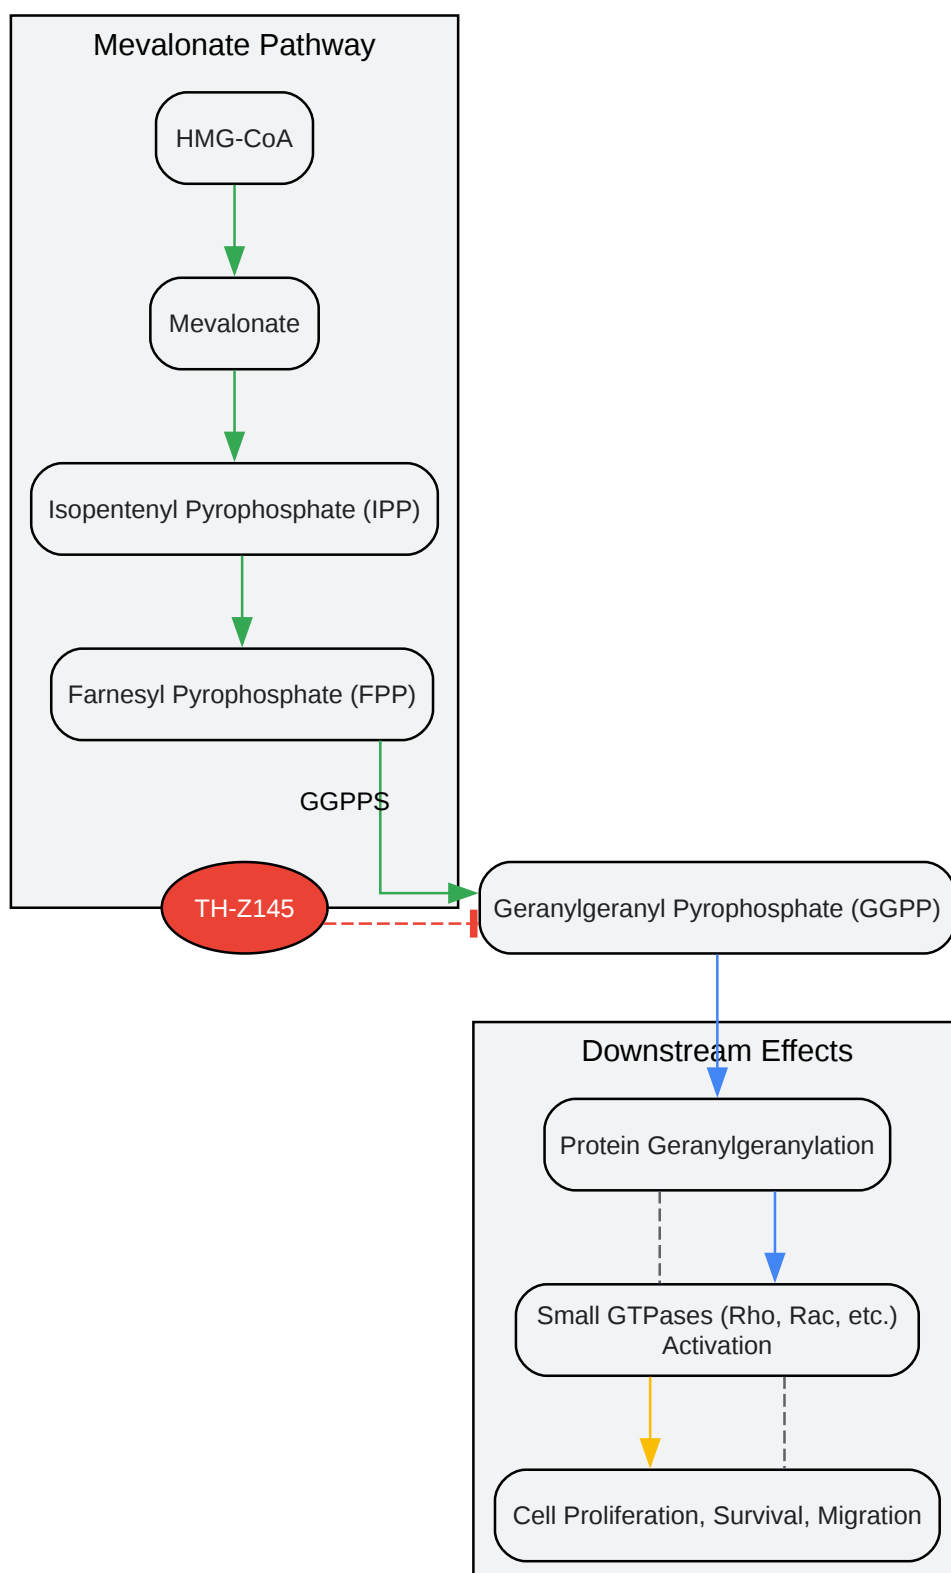 Mevalonate Pathway
HMG-CoA
Mevalonate
Isopentenyl Pyrophosphate (IPP)
Farnesyl Pyrophosphate (FPP)
GGPPS
TH-Z145
Geranylgeranyl Pyrophosphate (GGPP)
Downstream Effects
Protein Geranylgeranylation
Small GTPases (Rho, Rac, etc.)
Activation
Cell Proliferation, Survival, Migration